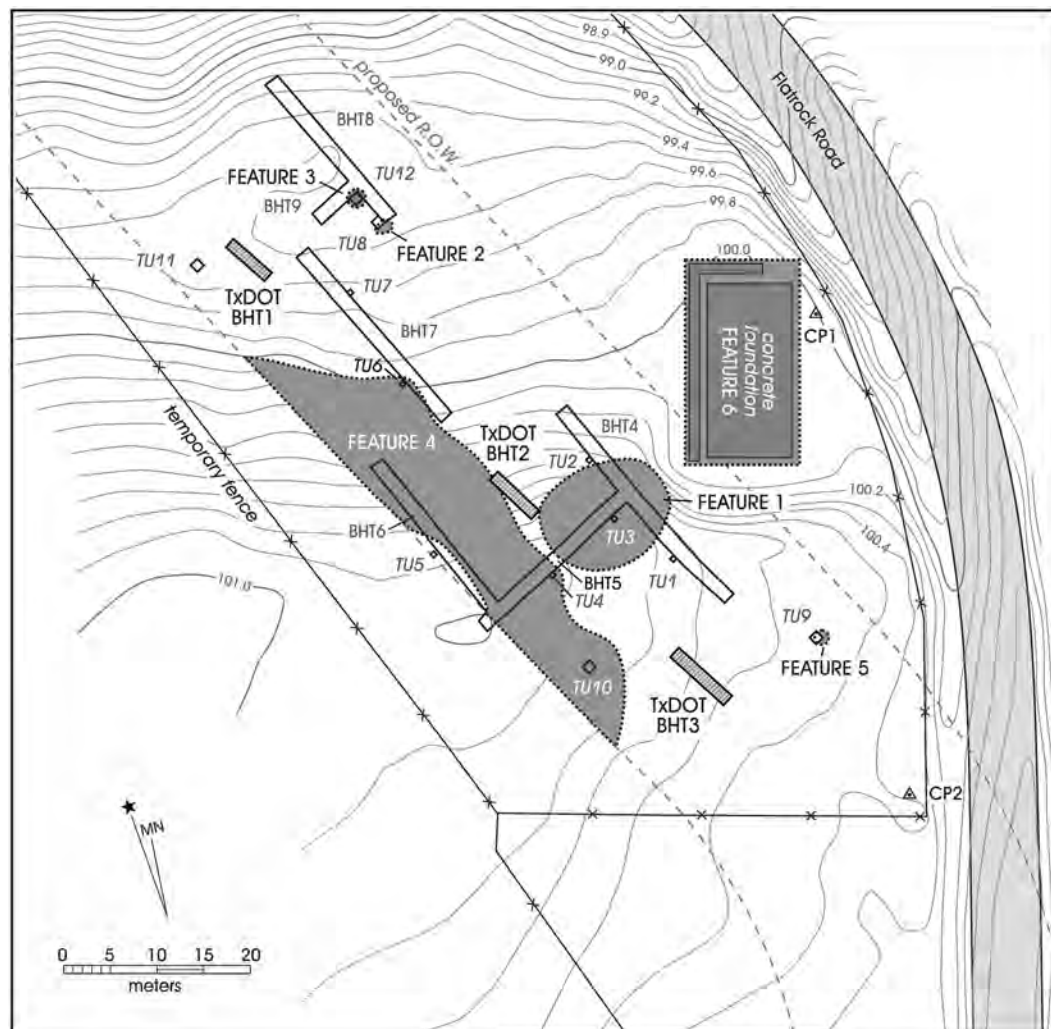 98.9
99.0
99.2
99.4
99.6
99.8
100.0
Flatrock Road
proposed R.O.W.
BHT8
TU12
FEATURE 3
BHT9
TU8
FEATURE 2
TU11
TxDOT
BHT1
TU7
BHT7
TU6
CP1
concrete
foundation
FEATURE 6
FEATURE 4
TxDOT
BHT2
BHT4
TU2
FEATURE 1
100.2
100.4
temporary fence
BHT6
TU3
TU5
BHT5
TU4
TU1
101.0
TU9
FEATURE 5
TU10
TxDOT
BHT3
CP2
MN
0 5 10 15 20
meters